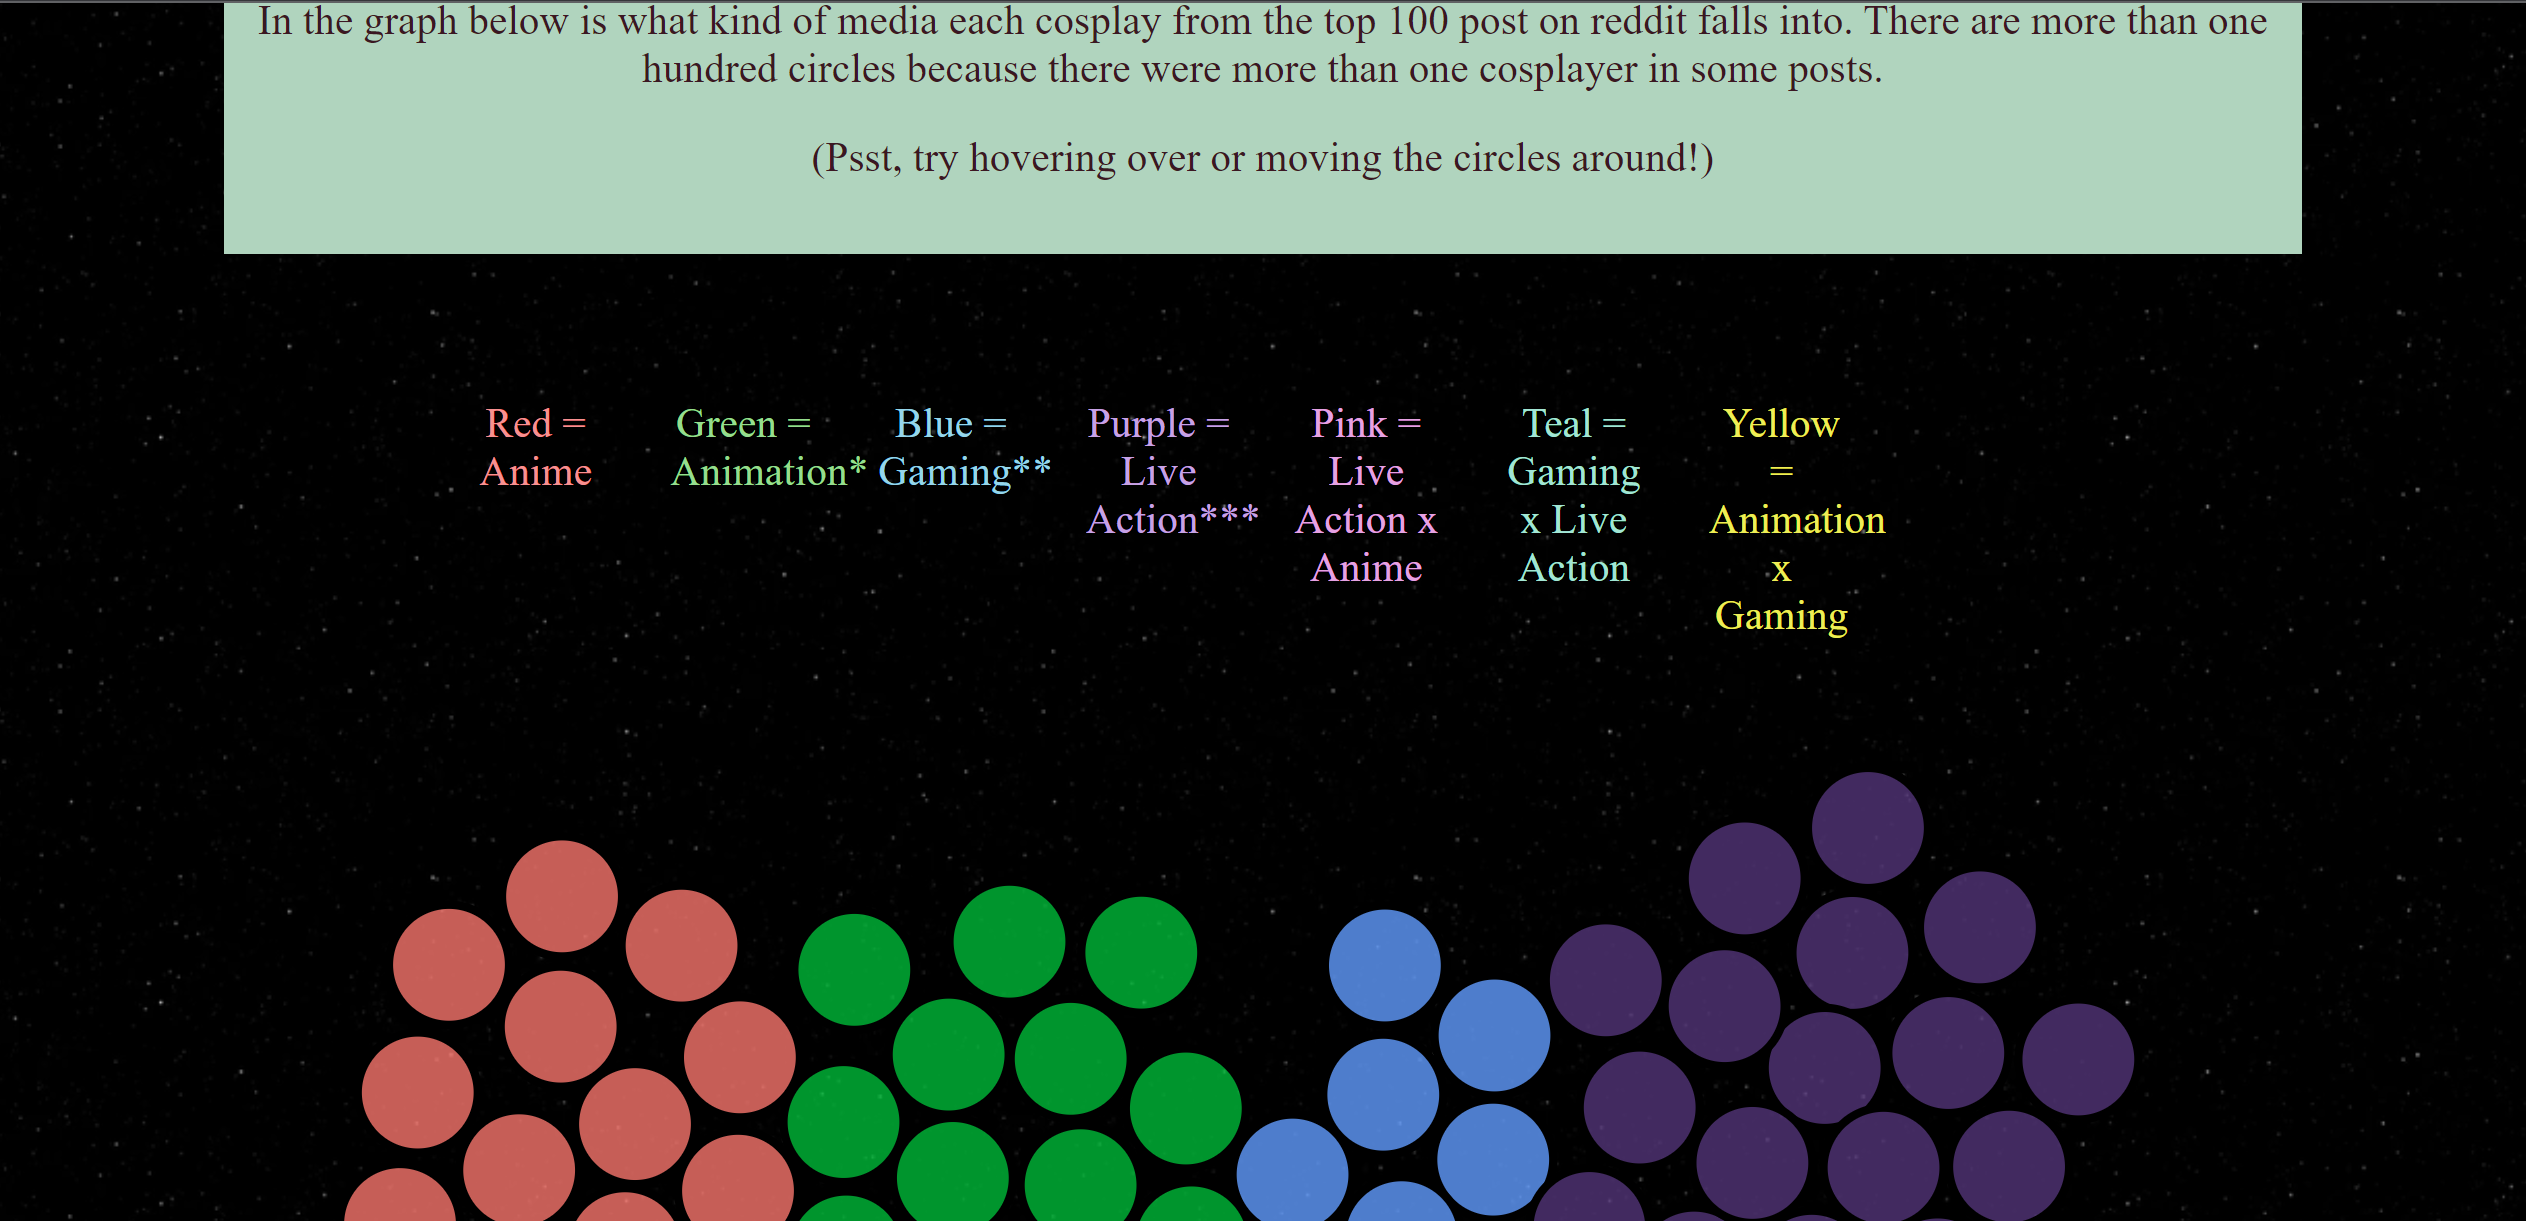 In the graph below is what kind of media each cosplay from the top 100 post on reddit falls into. There are more than one
hundred circles because there were more than one cosplayer in some posts.
(Psst, try hovering over or moving the circles around!)
Red =
Anime
Green =
Animation*
Blue =
Gaming**
Purple =
Live
Action***
Pink =
Live
Action x
Anime
Teal =
Gaming
x Live
Action
Yellow
=
Animation
x
Gaming